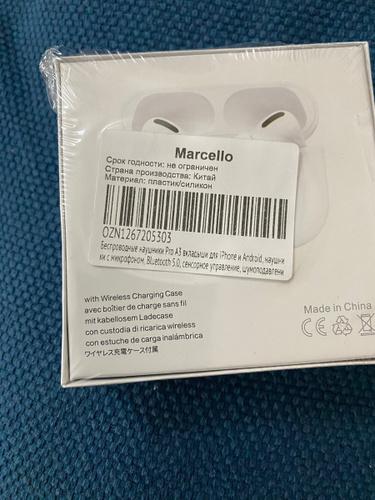 Marcello
Срок годности: не ограничен
Страна производства: Китай
Материал: пластик/силикон
OZN1267205303
Беспроводные наушники Pro A3 вкладыши для iPhone и Android, наушни
ки с микрофоном, Bluetooth 5.0, сенсорное управление, шумоподавлени
with Wireless Charging Case
avec boîtier de charge sans fil
mit kabellosem Ladecase
con custodia di ricarica wireless
con estuche de carga inalámbrica
ワイヤレス充電ケース付属
Made in China
CE